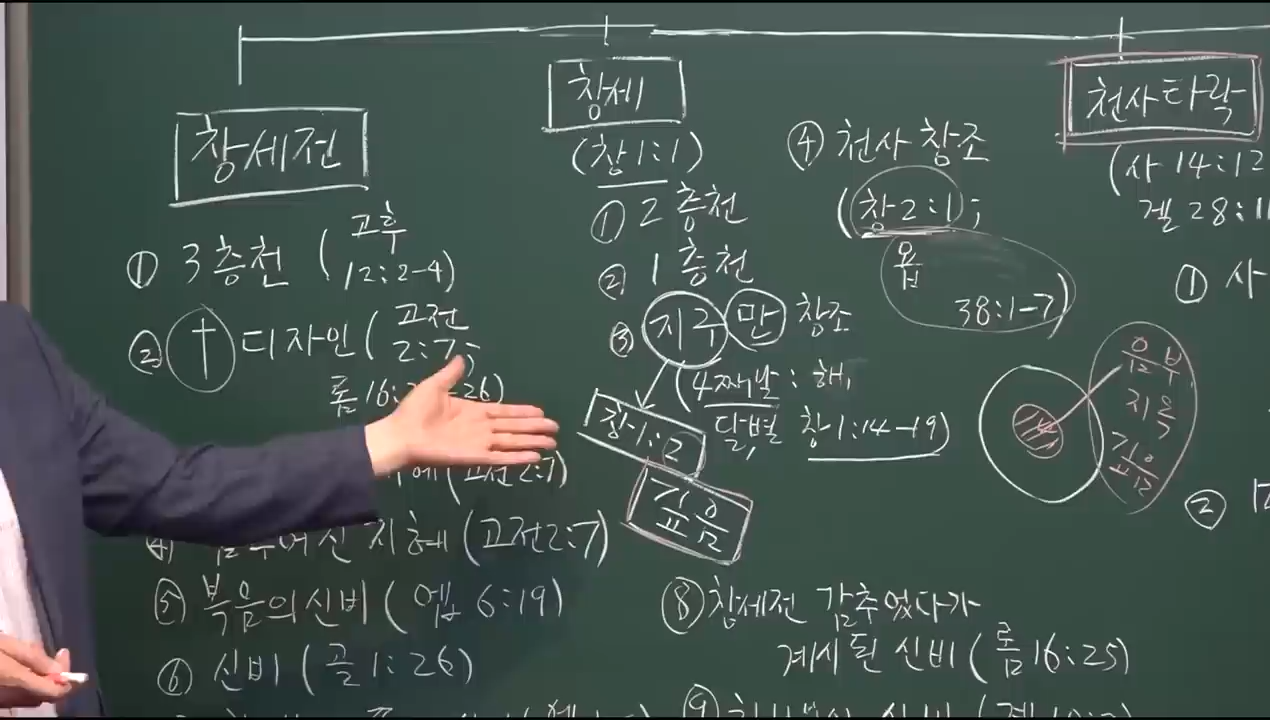 창세전
① 3층천 (고후
12:2-4)
② 디자인 (고전
2:7;
롬 16:
26)
(고전 2:7)
지혜 (고전2:7)
⑤ 복음의 신비 (엡 6:19)
⑥ 신비 (골 1:26)
창세
(창1:1)
① 2층천
② 1층천
③ 지구 만 창조
(4째날: 해,
달, 별 창1:14-19)
창1:2
깊음
④ 천사 창조
(창2:1;
욥
38:1-7)
⑧ 창세전 감추었다가
계시된 신비 (롬 16:25)
⑨
천사타락
(사 14:12
겔 28:1
① 사
음부,
지옥
깊음
②